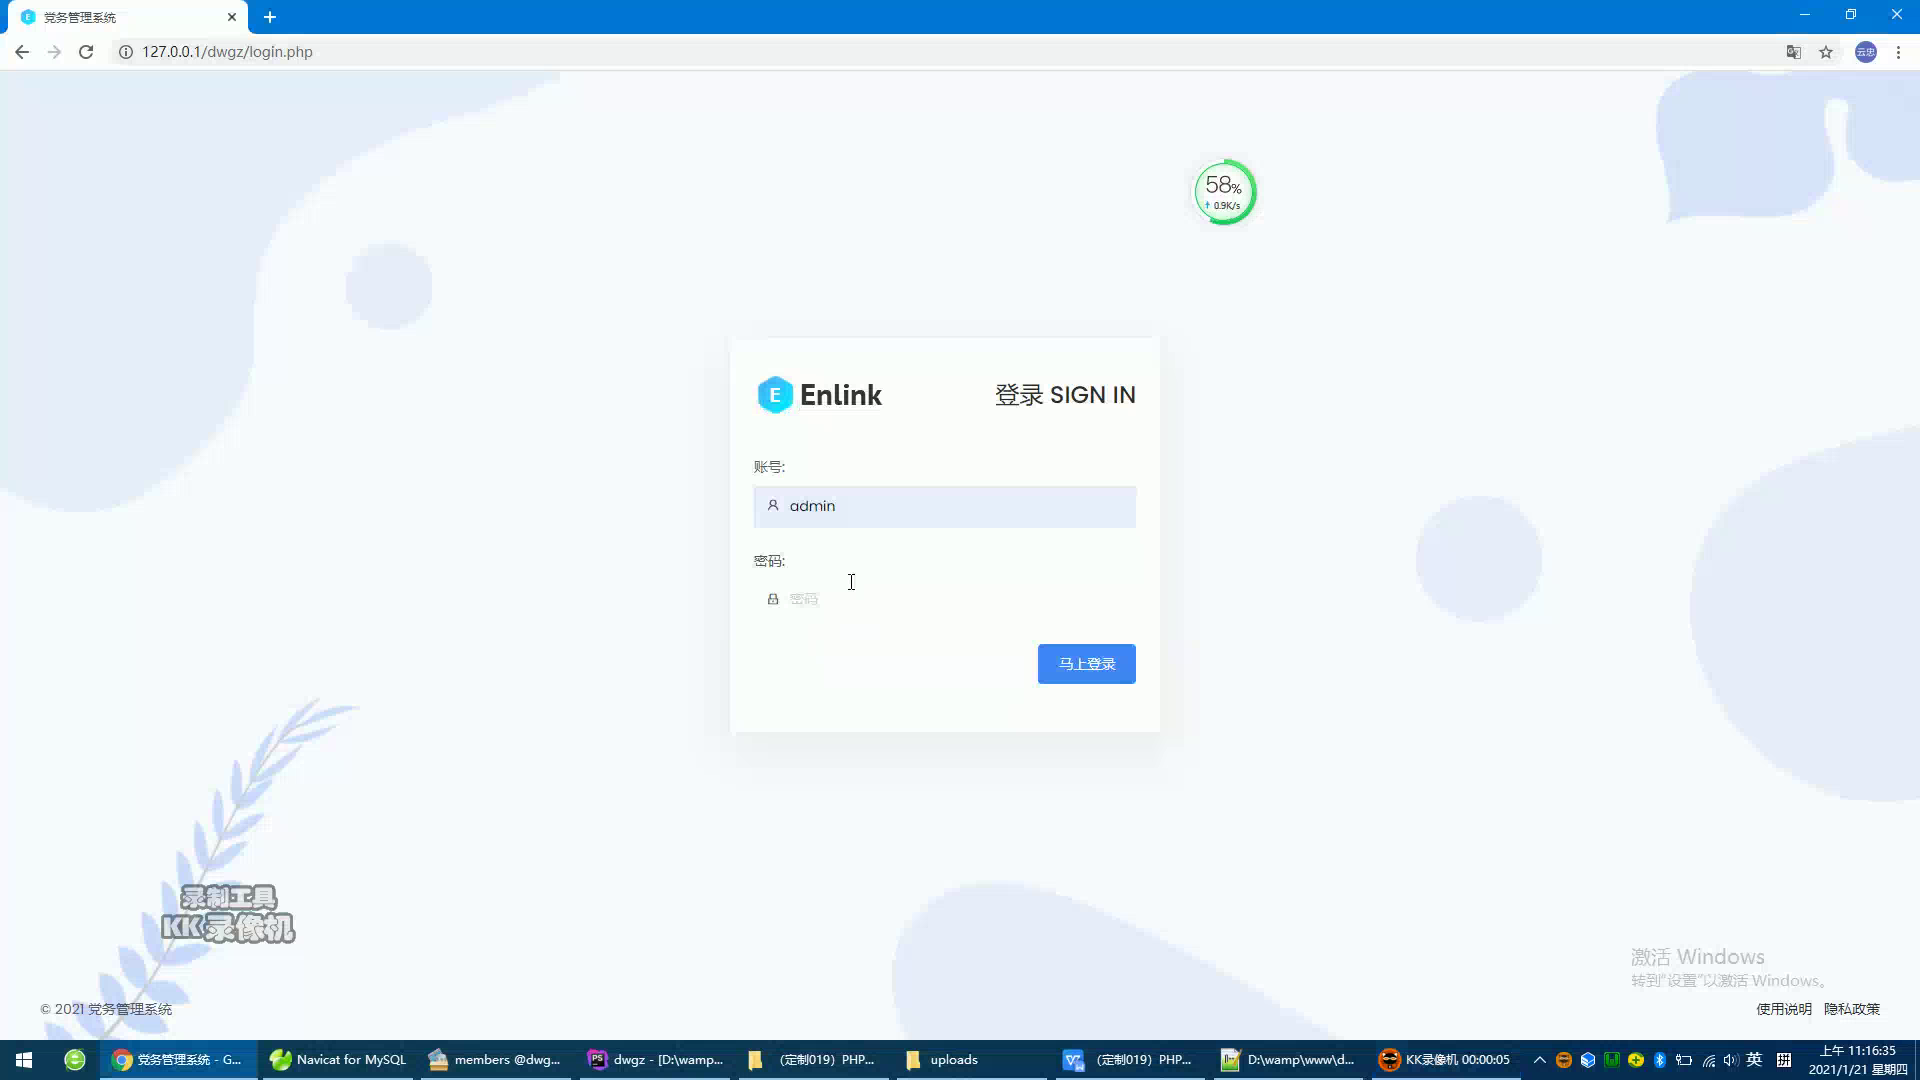 党务管理系统
127.0.0.1/dwgz/login.php
云忠
58%
0.9K/s
E Enlink
登录 SIGN IN
账号:
admin
密码:
密码
马上登录
录制工具
KK录像机
激活 Windows
转到“设置”以激活 Windows。
© 2021 党务管理系统
使用说明 隐私政策
党务管理系统 - G...
Navicat for MySQL
members @dwg...
dwgz - [D:\wamp...
（定制019）PHP...
uploads
（定制019）PHP...
D:\wamp\www\d...
KK录像机 00:00:05
英
拼
上午 11:16:35
2021/1/21 星期四